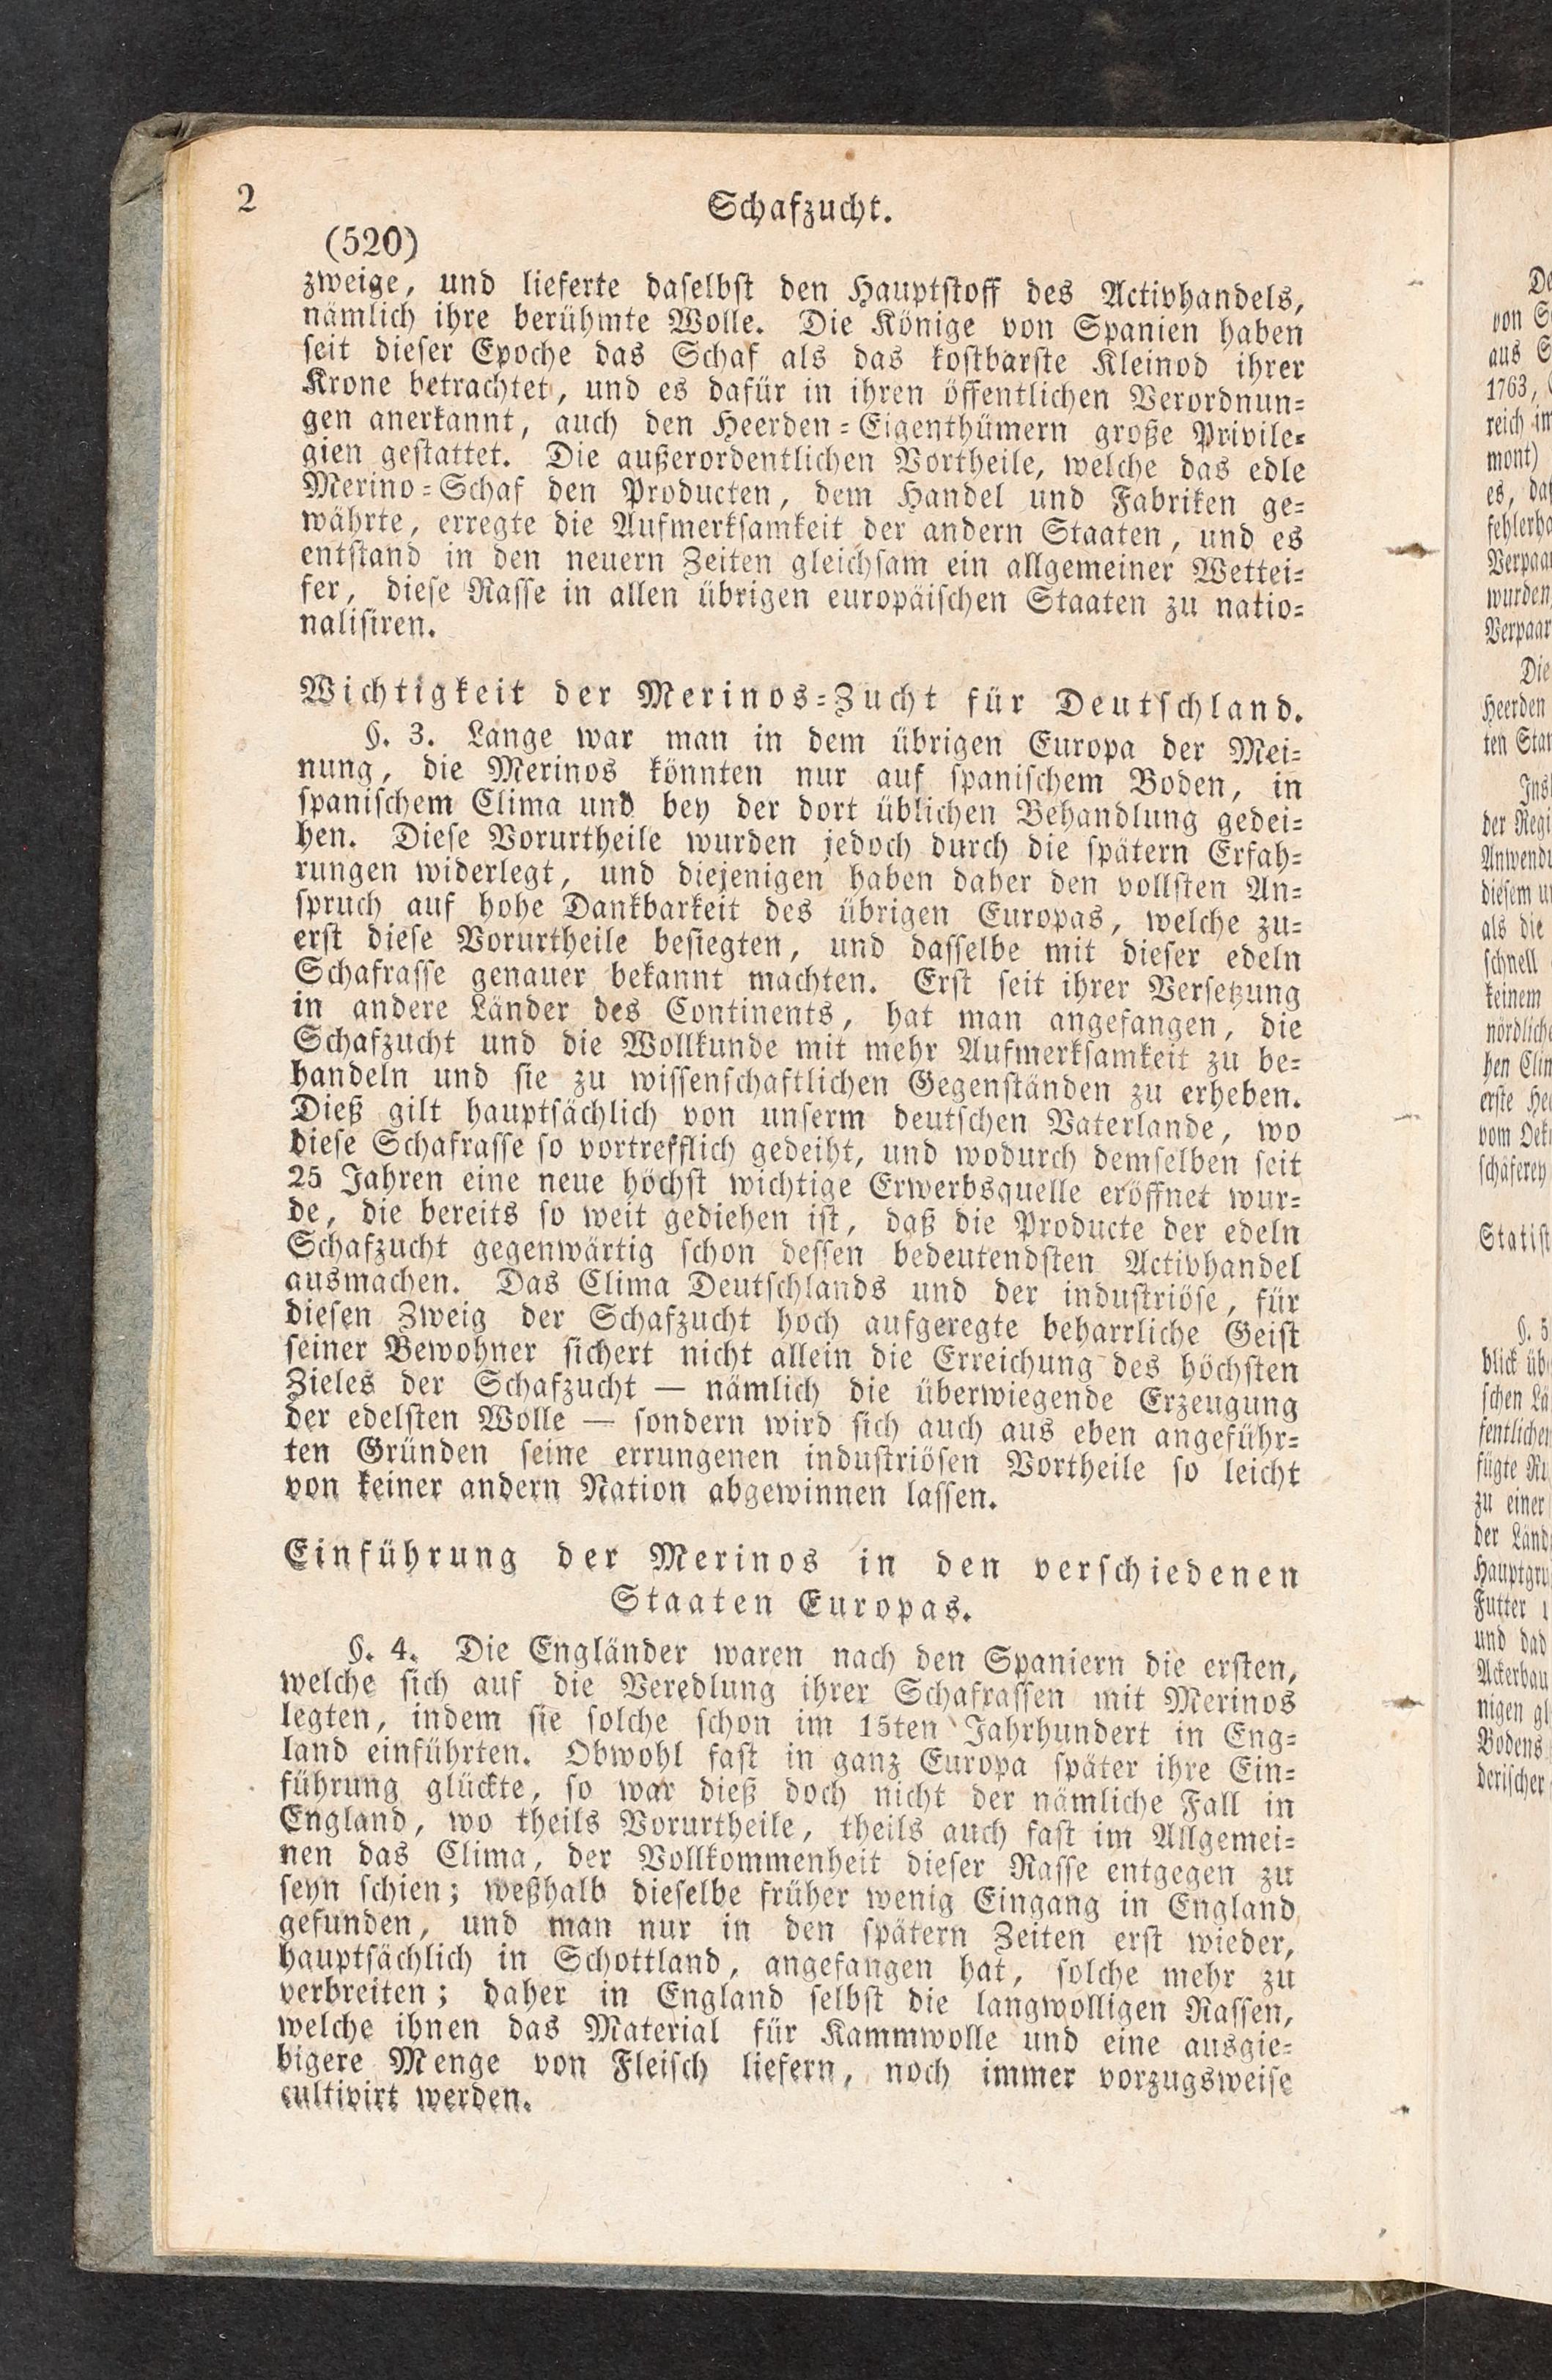 2
Schafzucht.
(520)
zweige, und lieferte daſelbſt den Hauptſtoff des Activhandels,
nämlich ihre berühmte Wolle. Die Könige von Spanien haben
ſeit dieſer Epoche das Schaf als das koſtbarſte Kleinod ihrer
Krone betrachtet, und es dafür in ihren öffentlichen Verordnun-
gen anerkannt, auch den Heerden-Eigenthümern große Privile-
gien geſtattet. Die außerordentlichen Vortheile, welche das edle
Merino-Schaf den Producten, dem Handel und Fabriken ge-
währte, erregte die Aufmerkſamkeit der andern Staaten, und es
entſtand in den neuern Zeiten gleichſam ein allgemeiner Wettei-
fer, dieſe Raſſe in allen übrigen europäiſchen Staaten zu natio-
naliſiren.
Wichtigkeit der Merinos-Zucht für Deutſchland.
§. 3. Lange war man in dem übrigen Europa der Mei-
nung, die Merinos könnten nur auf ſpaniſchem Boden, in
ſpaniſchem Clima und bey der dort üblichen Behandlung gedei-
hen. Dieſe Vorurtheile wurden jedoch durch die ſpätern Erfah-
rungen widerlegt, und diejenigen haben daher den vollſten An-
ſpruch auf hohe Dankbarkeit des übrigen Europas, welche zu-
erſt dieſe Vorurtheile beſiegten, und daſſelbe mit dieſer edeln
Schafraſſe genauer bekannt machten. Erſt ſeit ihrer Verſetzung
in andere Länder des Continents, hat man angefangen, die
Schafzucht und die Wollkunde mit mehr Aufmerkſamkeit zu be-
handeln und ſie zu wiſſenſchaftlichen Gegenſtänden zu erheben.
Dieß gilt hauptſächlich von unſerm deutſchen Vaterlande, wo
dieſe Schafraſſe ſo vortrefflich gedeiht, und wodurch demſelben ſeit
25 Jahren eine neue höchſt wichtige Erwerbsquelle eröffnet wur-
de, die bereits ſo weit gediehen iſt, daß die Producte der edeln
Schafzucht gegenwärtig ſchon deſſen bedeutendſten Activhandel
ausmachen. Das Clima Deutſchlands und der induſtriöſe, für
dieſen Zweig der Schafzucht hoch aufgeregte beharrliche Geiſt
ſeiner Bewohner ſichert nicht allein die Erreichung des höchſten
Zieles der Schafzucht — nämlich die überwiegende Erzeugung
der edelſten Wolle — ſondern wird ſich auch aus eben angeführ-
ten Gründen ſeine errungenen induſtriöſen Vortheile ſo leicht
von keiner andern Nation abgewinnen laſſen.
Einführung der Merinos in den verſchiedenen
Staaten Europas.
§. 4. Die Engländer waren nach den Spaniern die erſten,
welche ſich auf die Veredlung ihrer Schafraſſen mit Merinos
legten, indem ſie ſolche ſchon im 15ten Jahrhundert in Eng-
land einführten. Obwohl faſt in ganz Europa ſpäter ihre Ein-
führung glückte, ſo war dieß doch nicht der nämliche Fall in
England, wo theils Vorurtheile, theils auch faſt im Allgemei-
nen das Clima, der Vollkommenheit dieſer Raſſe entgegen zu
ſeyn ſchien; weßhalb dieſelbe früher wenig Eingang in England
gefunden, und man nur in den ſpätern Zeiten erſt wieder,
hauptſächlich in Schottland, angefangen hat, ſolche mehr zu
verbreiten; daher in England ſelbſt die langwolligen Raſſen,
welche ihnen das Material für Kammwolle und eine ausgie-
bigere Menge von Fleiſch liefern, noch immer vorzugsweiſe
cultivirt werden.